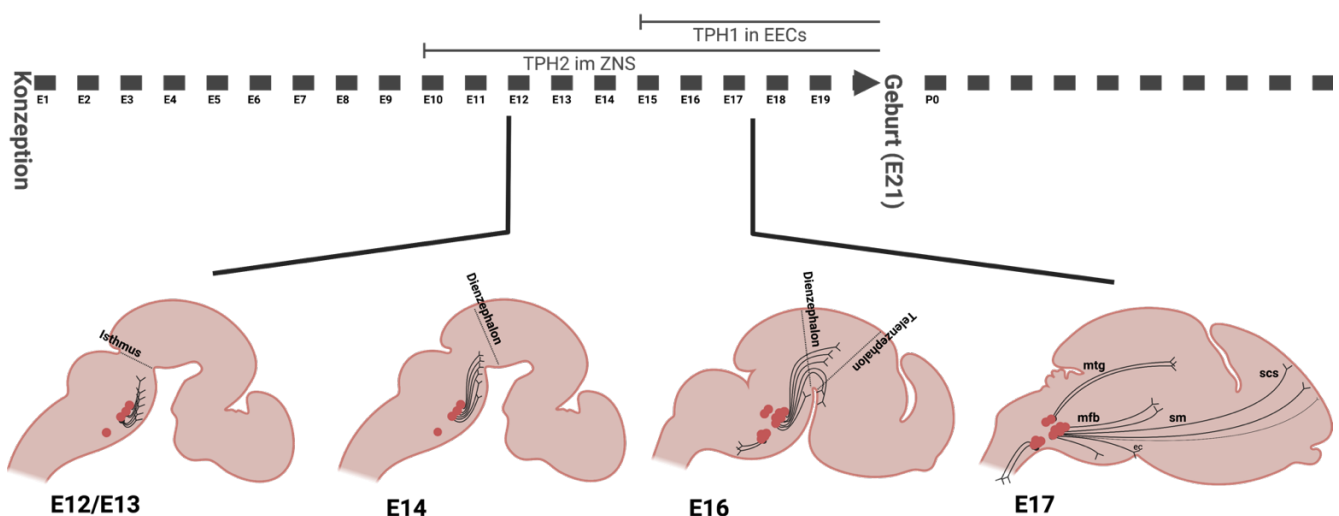 TPH1 in EECs
TPH2 im ZNS
Konzeption
E1 E2 E3 E4 E5 E6 E7 E8 E9 E10 E11 E12 E13 E14 E15 E16 E17 E18 E19
Geburt (E21)
P0
Isthmus
Dienzephalon
Dienzephalon
Telenzephalon
mtg
scs
mfb
sm
ec
E12/E13
E14
E16
E17